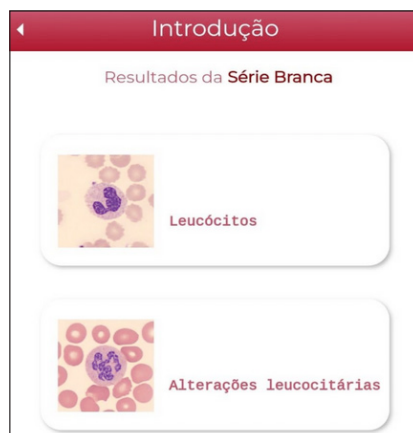 Introdução
Resultados da Série Branca
Leucócitos
Alterações leucocitárias